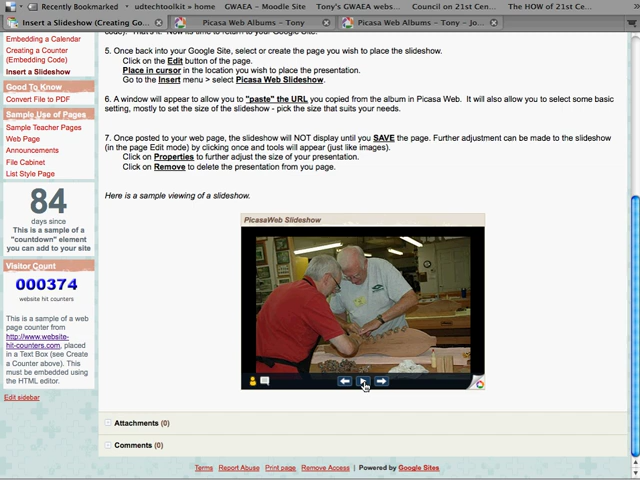 Recently Bookmarked
udtechtoolkit » home
GWAEA – Moodle Site
Tony's GWAEA webs...
Council on 21st Cen...
The HOW of 21st Ce...
Insert a Slideshow (Creating Go...
Picasa Web Albums – Tony
Picasa Web Albums – Tony – Jo...
Embedding a Calendar
Creating a Counter
(Embedding Code)
Insert a Slideshow
Good To Know
Convert File to PDF
Sample Use of Pages
Sample Teacher Pages
Web Page
Announcements
File Cabinet
List Style Page
84
days since
This is a sample of a
"countdown" element
you can add to your site
Visitor Count
000374
website hit counters
This is a sample of a web
page counter from
http://www.website-
hit-counters.com, placed
in a Text Box (see Create
a Counter above). This
must be embedded using
the HTML editor.
Edit sidebar
5. Once back into your Google Site, select or create the page you wish to place the slideshow.
Click on the Edit button of the page.
Place in cursor in the location you wish to place the presentation.
Go to the Insert menu > select Picasa Web Slideshow.
6. A window will appear to allow you to "paste" the URL you copied from the album in Picasa Web. It will also allow you to select some basic
setting, mostly to set the size of the slideshow - pick the size that suits your needs.
7. Once posted to your web page, the slideshow will NOT display until you SAVE the page. Further adjustment can be made to the slideshow
(in the page Edit mode) by clicking once and tools will appear (just like images).
Click on Properties to further adjust the size of your presentation.
Click on Remove to delete the presentation from you page.
Here is a sample viewing of a slideshow.
PicasaWeb Slideshow
Attachments (0)
Comments (0)
Terms Report Abuse Print page Remove Access | Powered by Google Sites